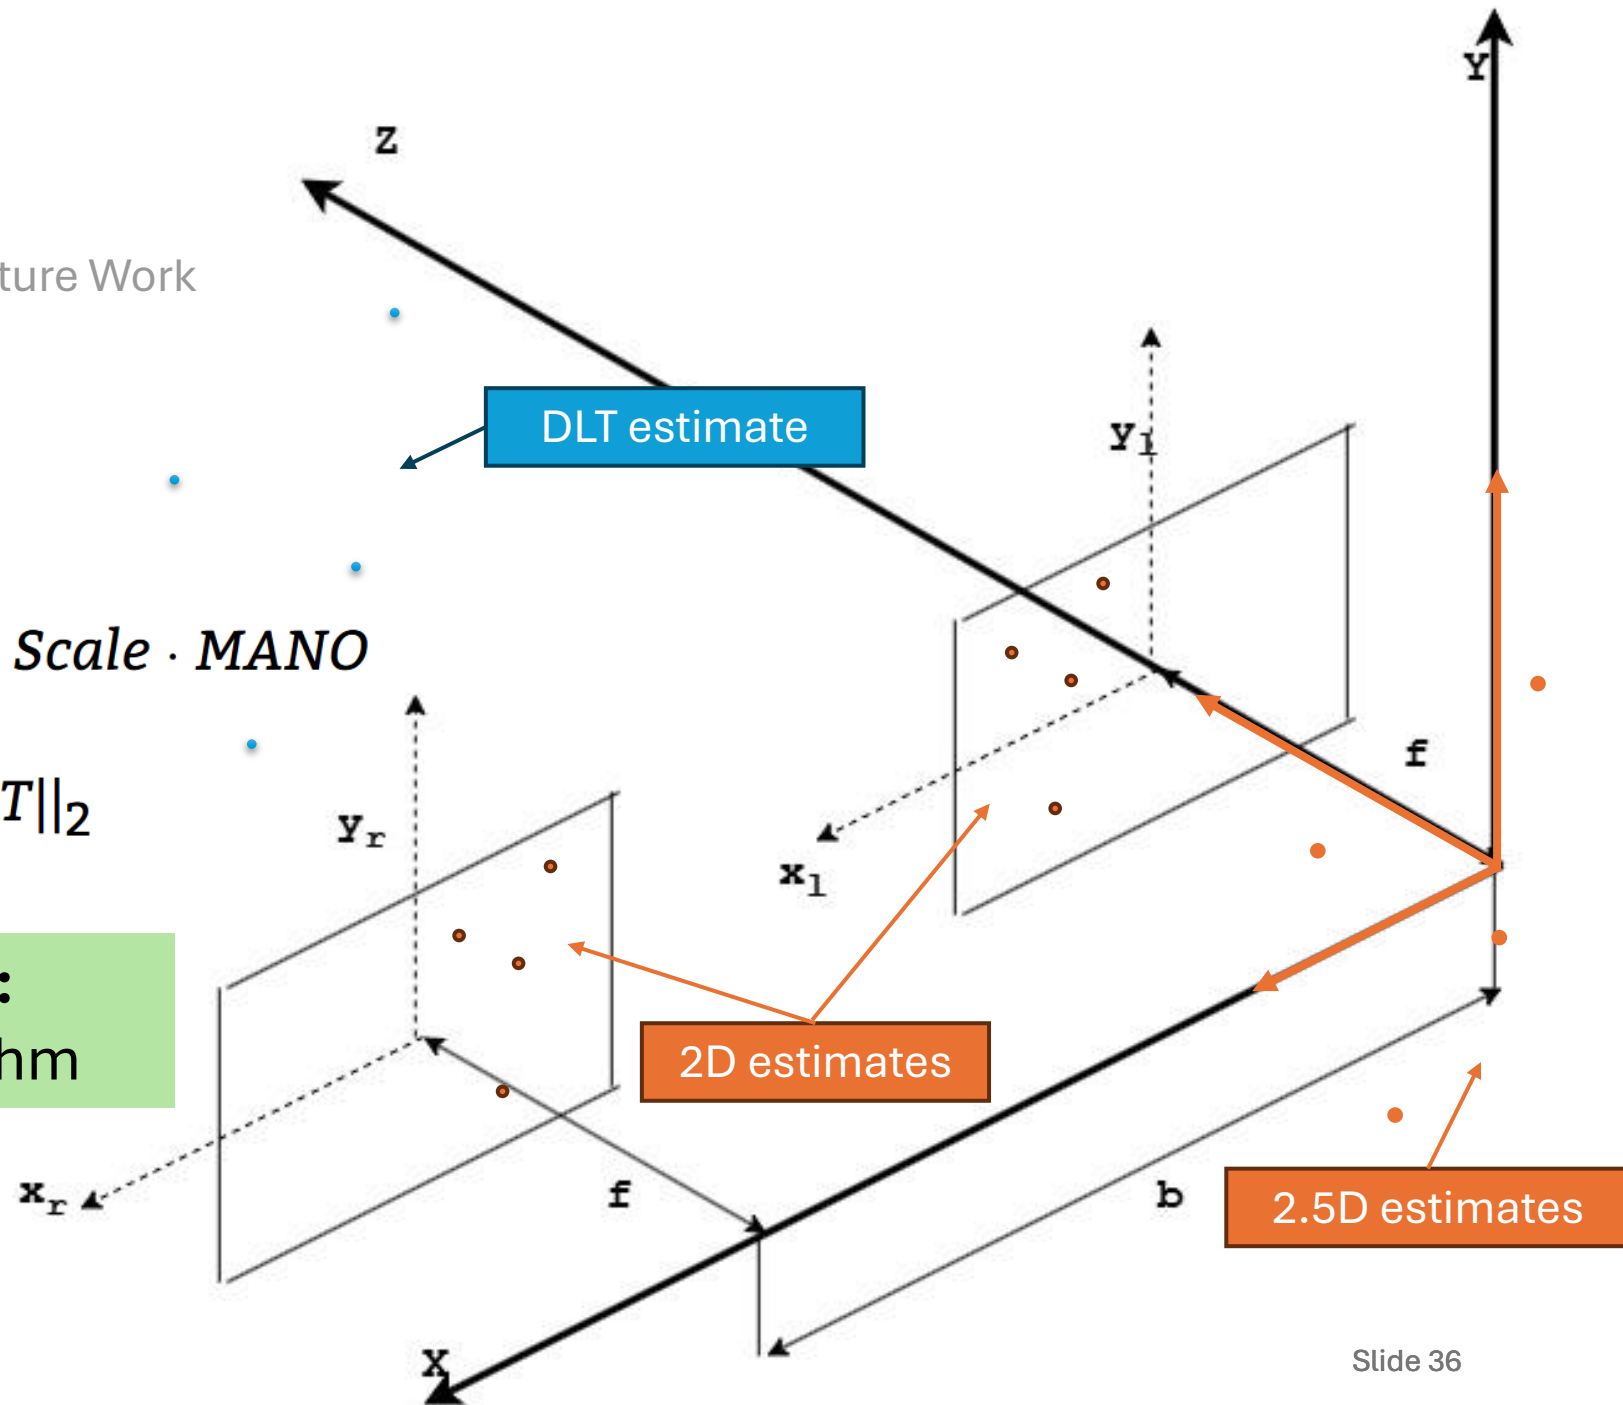 Y
Z
ture Work
DLT estimate
y₁
Scale · MANO
f
T||₂
yᵣ
x₁
:
hm
2D estimates
xᵣ
f
b
2.5D estimates
X
Slide 36